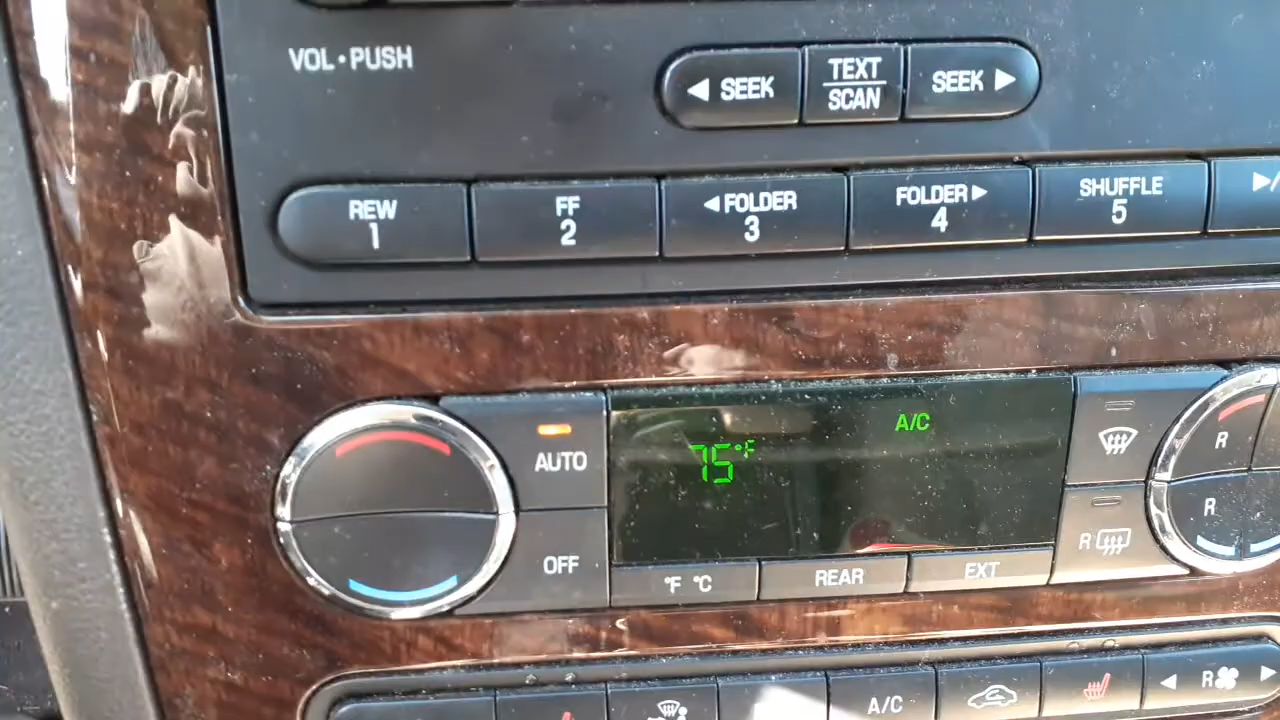 VOL•PUSH
◀ SEEK
TEXT
SCAN
SEEK ▶
REW
1
FF
2
◀FOLDER
3
FOLDER▶
4
SHUFFLE
5
▶/
AUTO
OFF
75°F
A/C
°F °C
REAR
EXT
R
R
R
A/C
◀ R ▶